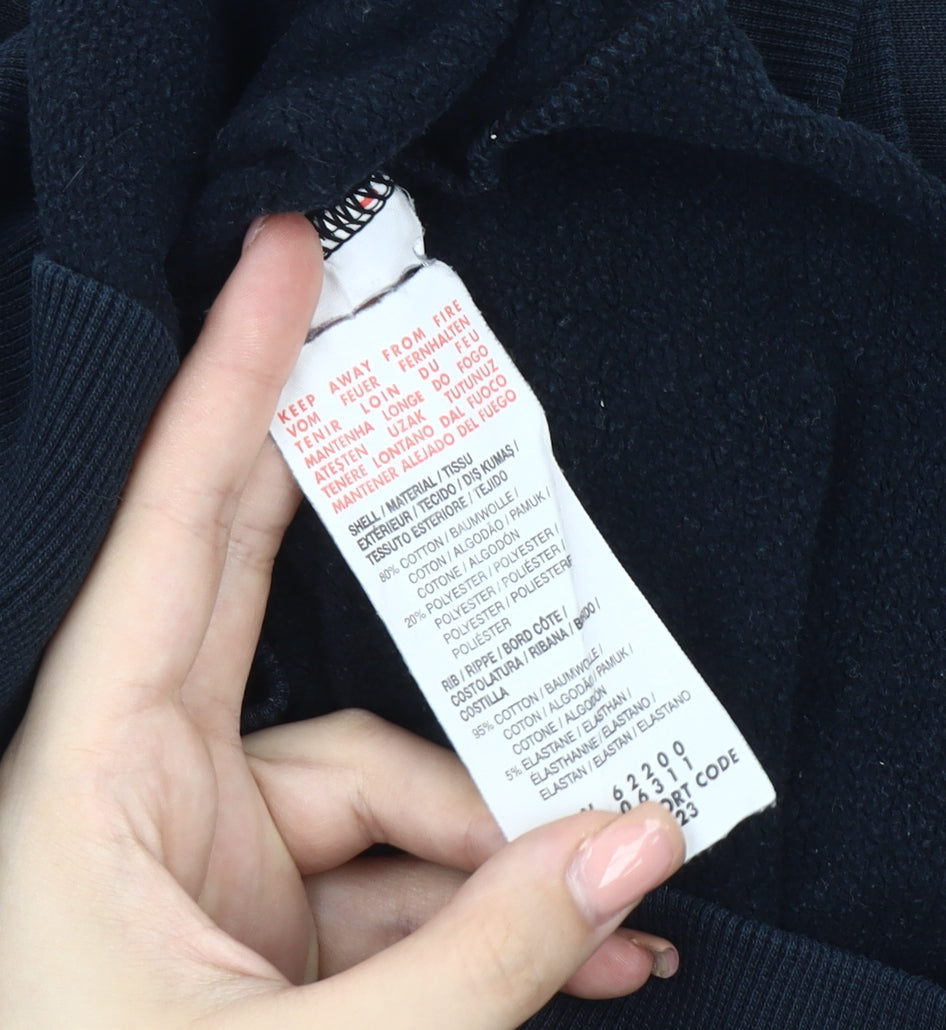 KEEP AWAY FROM FIRE
VOM FEUER FERNHALTEN
TENIR LOIN DU FEU
MANTENHA LONGE DO FOGO
ATEŞTEN UZAK TUTUNUZ
TENERE LONTANO DAL FUOCO
MANTENER ALEJADO DEL FUEGO
SHELL / MATERIAL / TISSU
EXTÉRIEUR / TECIDO / DIŞ KUMAŞ /
TESSUTO ESTERIORE / TEJIDO
80% COTTON / BAUMWOLLE /
COTON / ALGODÃO / PAMUK /
COTONE / ALGODÓN
20% POLYESTER / POLYESTER /
POLYESTER / POLIÉSTER /
POLYESTER / POLIESTERE
POLIÉSTER
RIB / RIPPE / BORD CÔTE /
COSTOLATURA / RIBANA / /
COSTILLA
95% COTTON / BAUMWOLLE /
COTON / ALGODÃO / PAMUK /
COTONE / ALGODÓN
5% ELASTANE / ELASTHAN /
ÉLASTHANNE / ELASTANO /
ELASTAN / ELASTAN / ELASTANO
62200
06311
ORT CODE
23